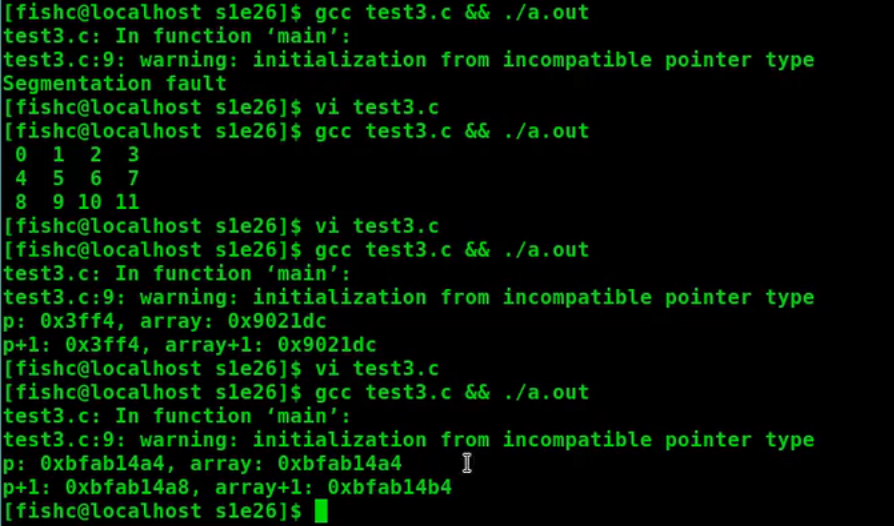 [fishc@localhost s1e26]$ gcc test3.c && ./a.out
test3.c: In function ‘main’:
test3.c:9: warning: initialization from incompatible pointer type
Segmentation fault
[fishc@localhost s1e26]$ vi test3.c
[fishc@localhost s1e26]$ gcc test3.c && ./a.out
 0  1  2  3
 4  5  6  7
 8  9 10 11
[fishc@localhost s1e26]$ vi test3.c
[fishc@localhost s1e26]$ gcc test3.c && ./a.out
test3.c: In function ‘main’:
test3.c:9: warning: initialization from incompatible pointer type
p: 0x3ff4, array: 0x9021dc
p+1: 0x3ff4, array+1: 0x9021dc
[fishc@localhost s1e26]$ vi test3.c
[fishc@localhost s1e26]$ gcc test3.c && ./a.out
test3.c: In function ‘main’:
test3.c:9: warning: initialization from incompatible pointer type
p: 0xbfab14a4, array: 0xbfab14a4
p+1: 0xbfab14a8, array+1: 0xbfab14b4
[fishc@localhost s1e26]$